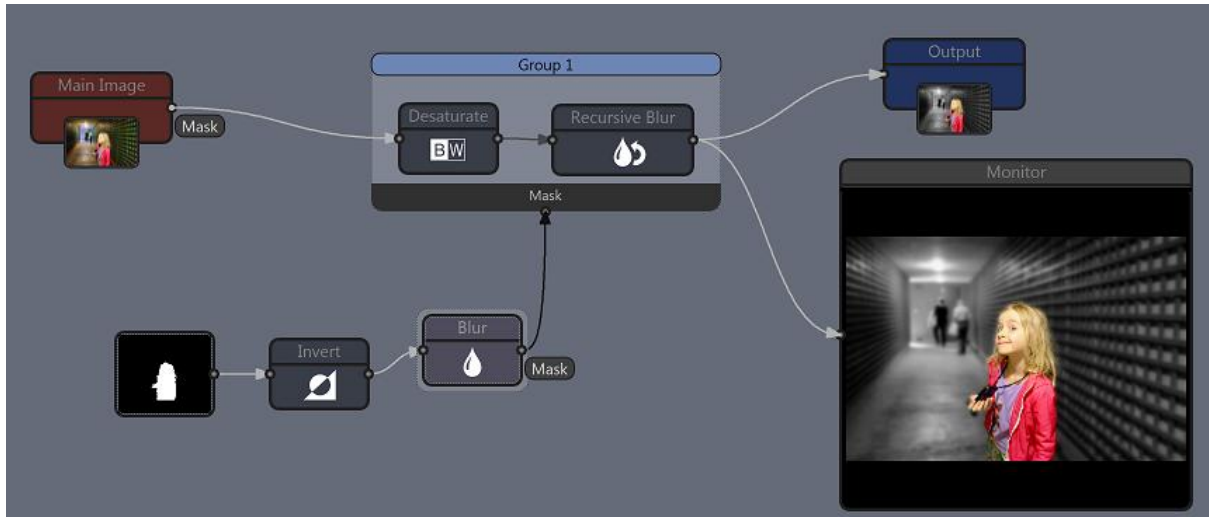 Main Image
Mask
Group 1
Desaturate
BW
Recursive Blur
Mask
Output
Monitor
Invert
Blur
Mask